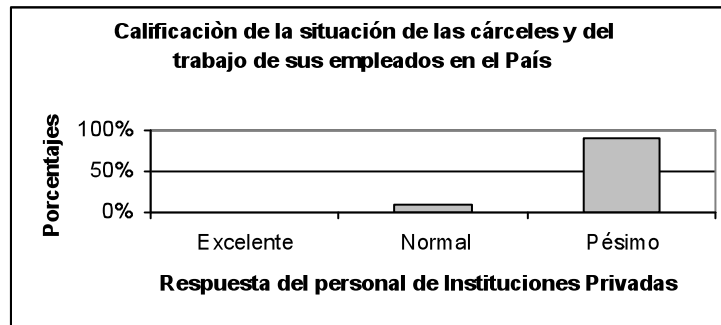 Calificaciòn de la situación de las cárceles y del
trabajo de sus empleados en el País
Porcentajes
100%
50%
0%
Excelente Normal Pésimo
Respuesta del personal de Instituciones Privadas